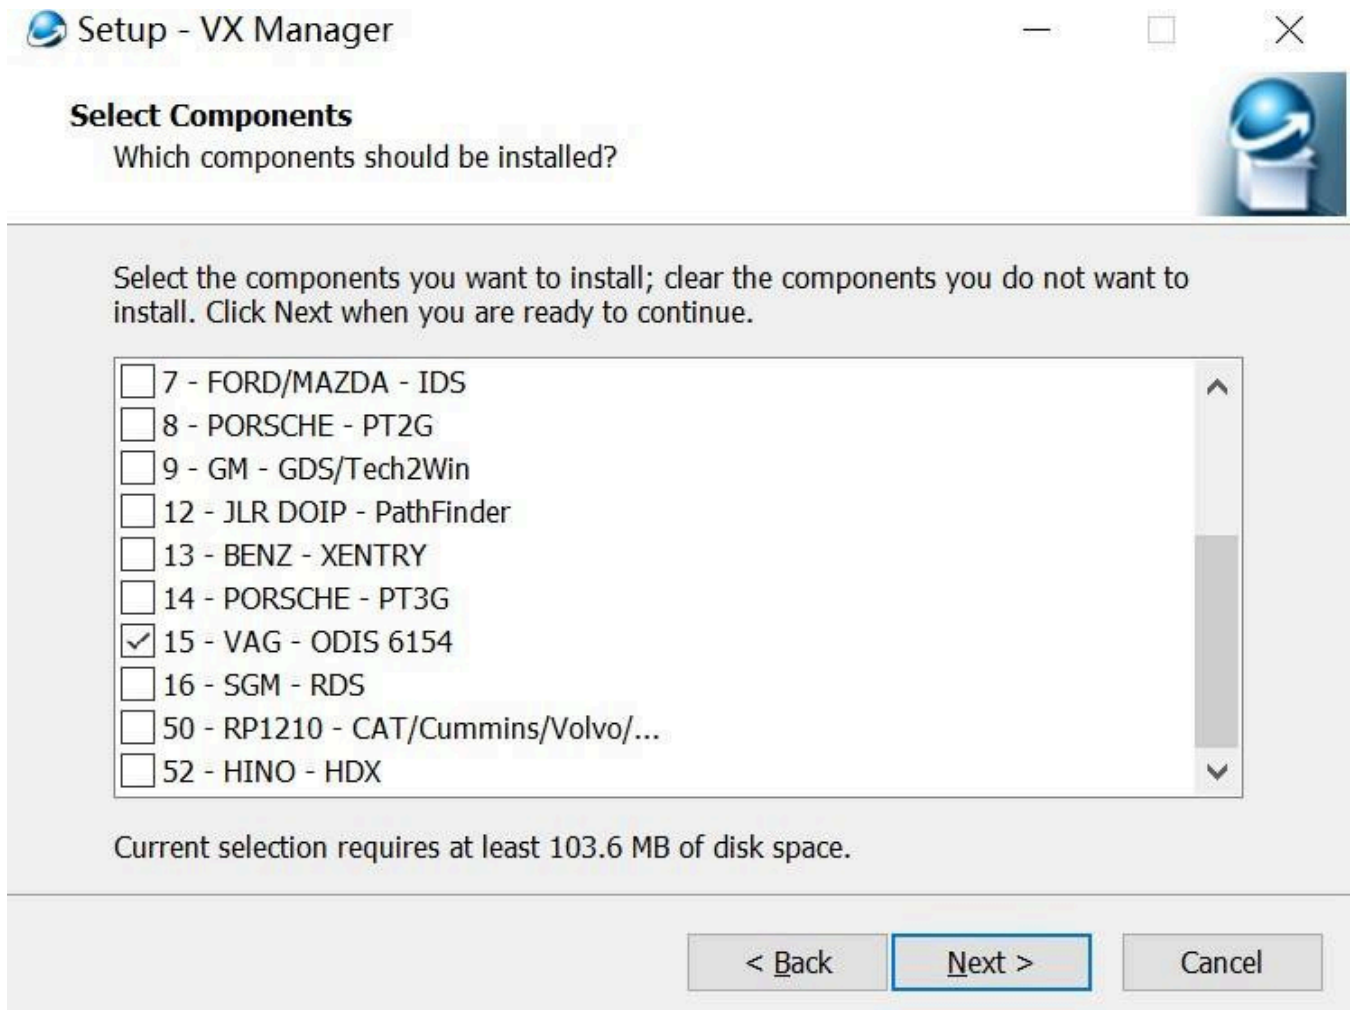 Setup - VX Manager
Select Components
Which components should be installed?
Select the components you want to install; clear the components you do not want to
install. Click Next when you are ready to continue.
7 - FORD/MAZDA - IDS
8 - PORSCHE - PT2G
9 - GM - GDS/Tech2Win
12 - JLR DOIP - PathFinder
13 - BENZ - XENTRY
14 - PORSCHE - PT3G
15 - VAG - ODIS 6154
16 - SGM - RDS
50 - RP1210 - CAT/Cummins/Volvo/...
52 - HINO - HDX
Current selection requires at least 103.6 MB of disk space.
< Back Next > Cancel